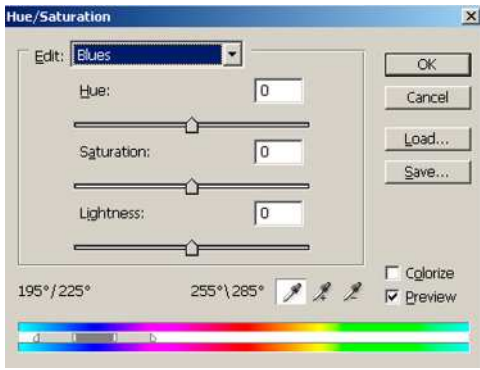 Hue/Saturation
Edit: Blues
OK
Hue: 0
Cancel
Load...
Saturation: 0
Save...
Lightness: 0
Colorize
195°/225° 255°\285°
Preview